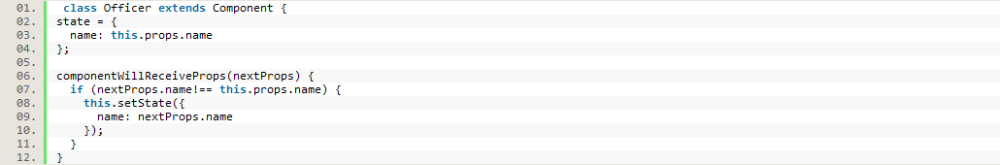 01. class Officer extends Component {
02. state = {
03.   name: this.props.name
04. };
05.
06. componentWillReceiveProps(nextProps) {
07.   if (nextProps.name!== this.props.name) {
08.     this.setState({
09.       name: nextProps.name
10.     });
11.   }
12. }